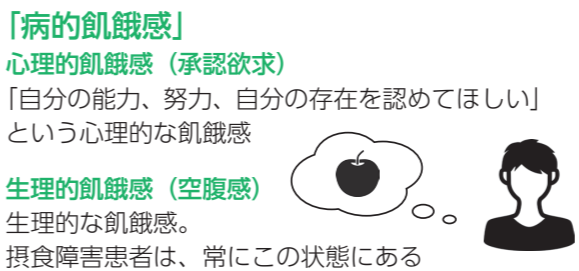 「病的飢餓感」
心理的飢餓感（承認欲求）
「自分の能力、努力、自分の存在を認めてほしい」
という心理的な飢餓感
生理的飢餓感（空腹感）
生理的な飢餓感。
摂食障害患者は、常にこの状態にある